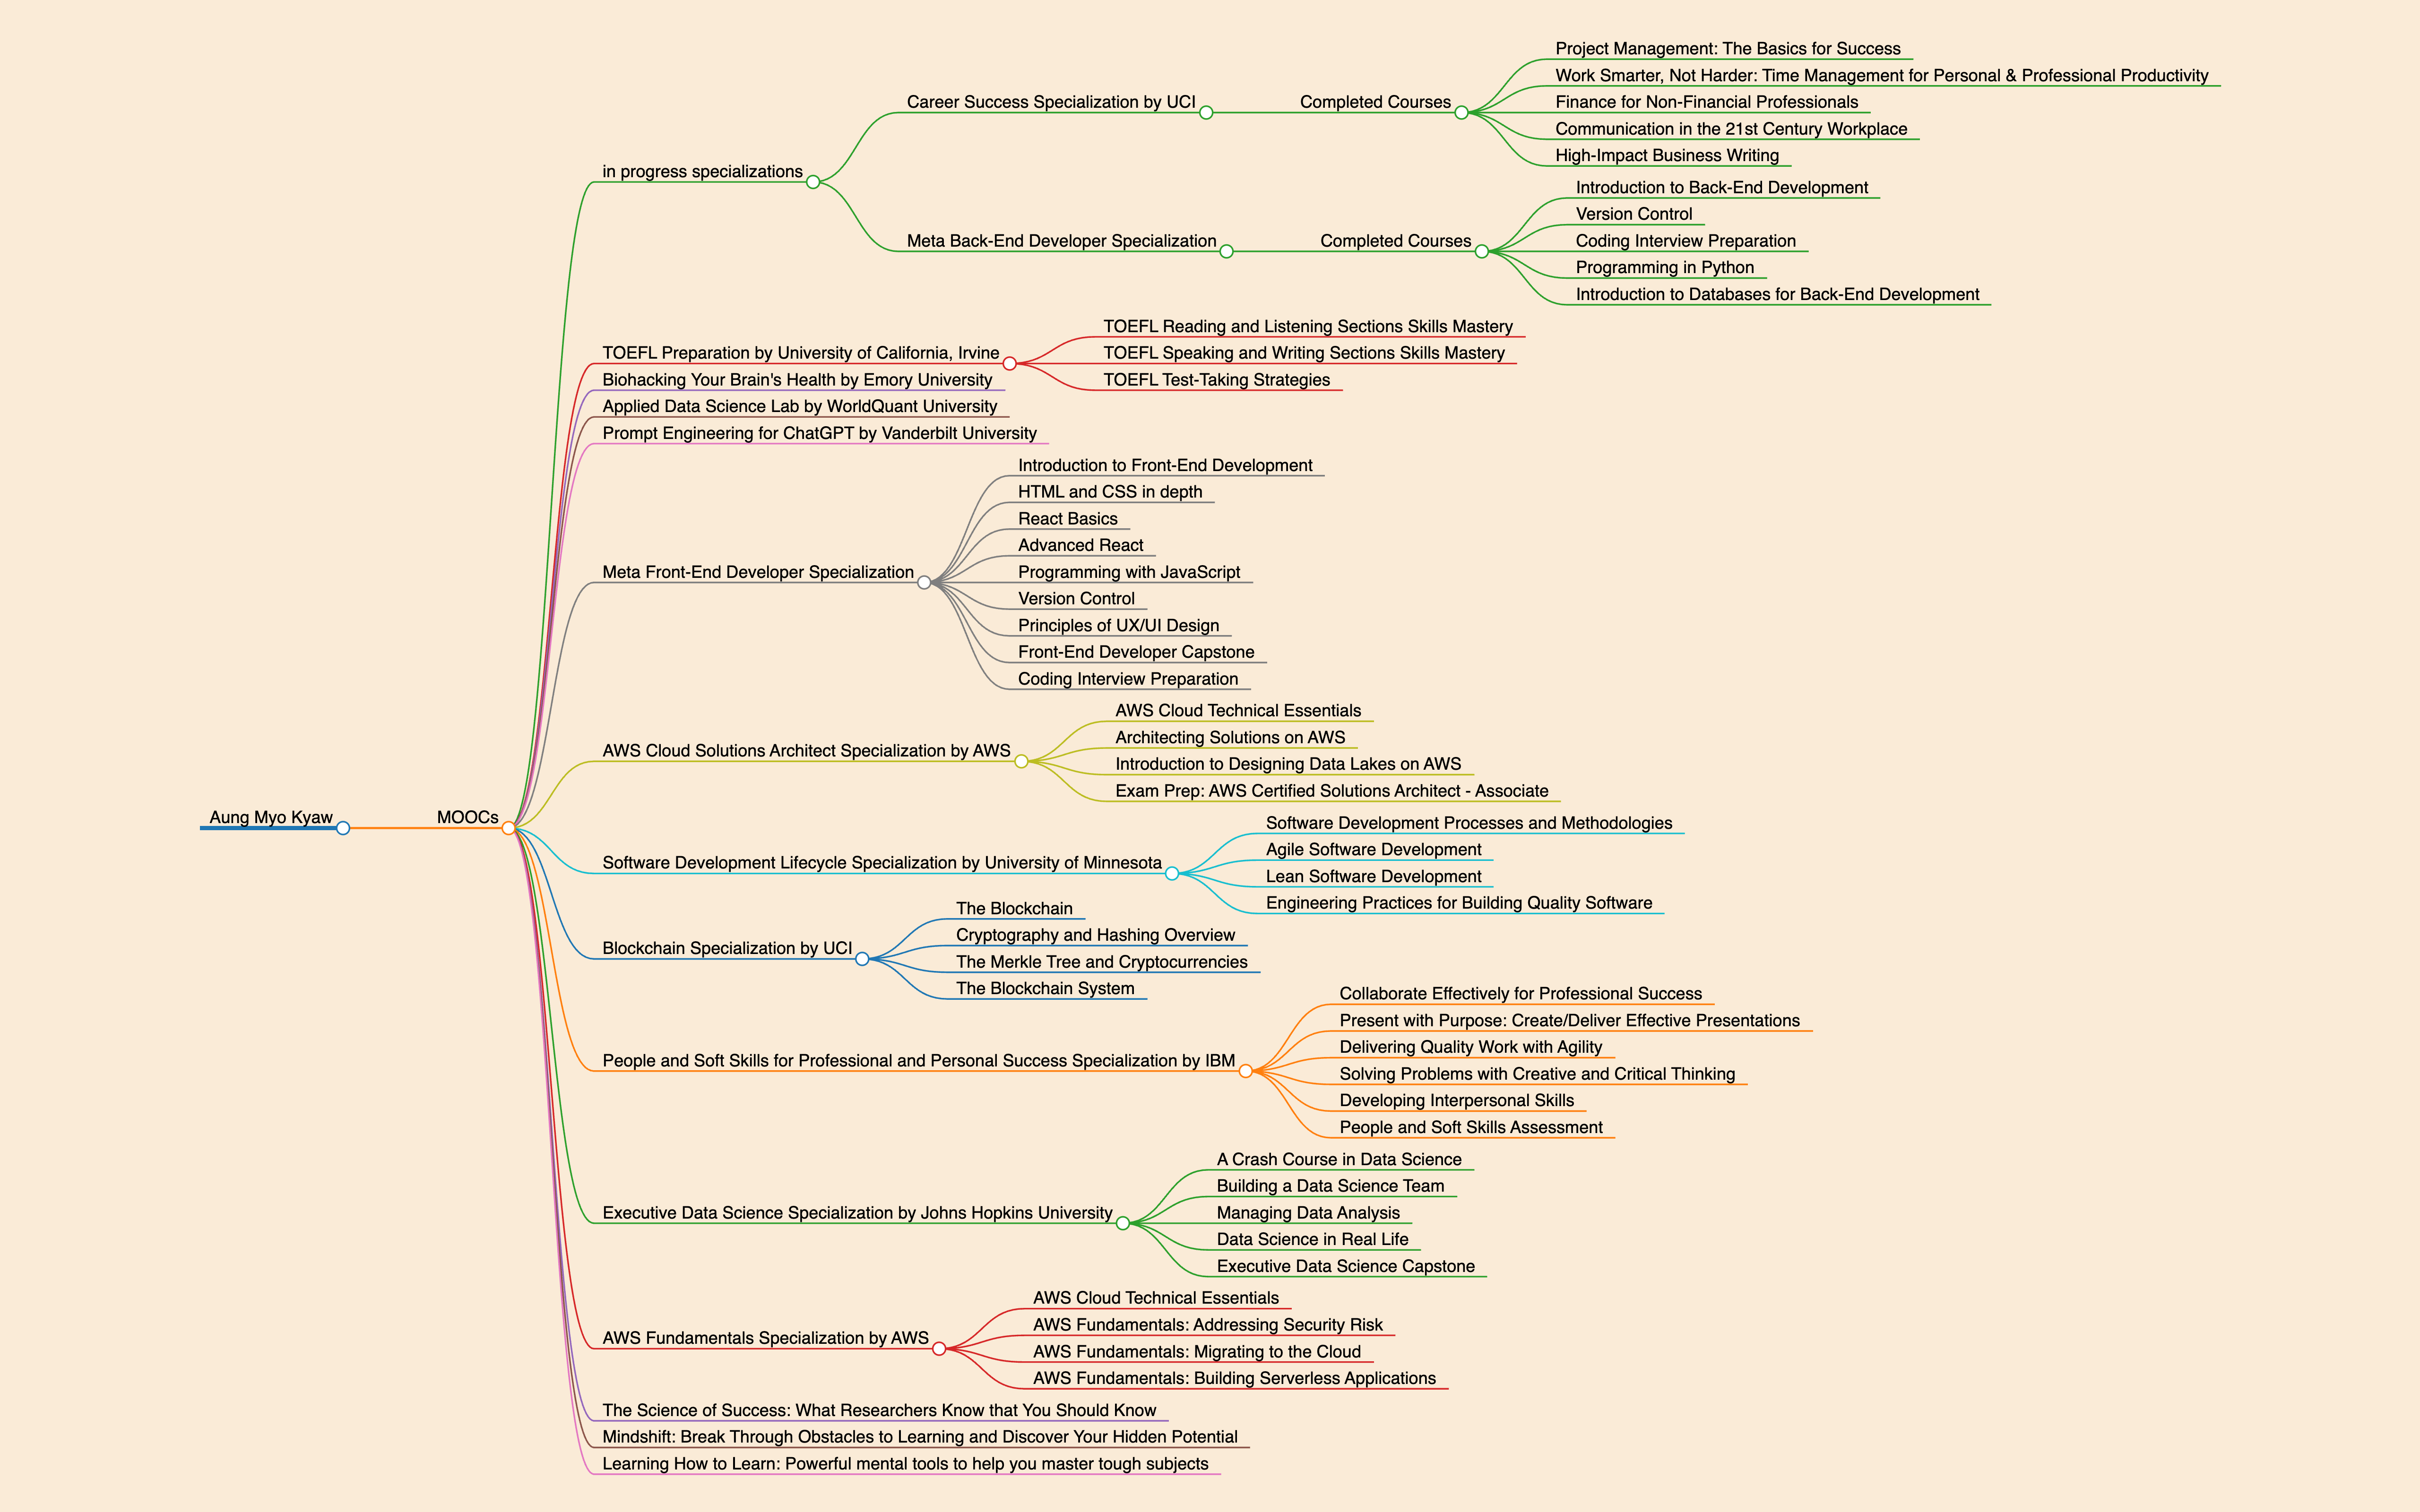 Aung Myo Kyaw
MOOCs
in progress specializations
Career Success Specialization by UCI
Completed Courses
Project Management: The Basics for Success
Work Smarter, Not Harder: Time Management for Personal & Professional Productivity
Finance for Non-Financial Professionals
Communication in the 21st Century Workplace
High-Impact Business Writing
Meta Back-End Developer Specialization
Completed Courses
Introduction to Back-End Development
Version Control
Coding Interview Preparation
Programming in Python
Introduction to Databases for Back-End Development
TOEFL Preparation by University of California, Irvine
TOEFL Reading and Listening Sections Skills Mastery
TOEFL Speaking and Writing Sections Skills Mastery
TOEFL Test-Taking Strategies
Biohacking Your Brain's Health by Emory University
Applied Data Science Lab by WorldQuant University
Prompt Engineering for ChatGPT by Vanderbilt University
Meta Front-End Developer Specialization
Introduction to Front-End Development
HTML and CSS in depth
React Basics
Advanced React
Programming with JavaScript
Version Control
Principles of UX/UI Design
Front-End Developer Capstone
Coding Interview Preparation
AWS Cloud Solutions Architect Specialization by AWS
AWS Cloud Technical Essentials
Architecting Solutions on AWS
Introduction to Designing Data Lakes on AWS
Exam Prep: AWS Certified Solutions Architect - Associate
Software Development Lifecycle Specialization by University of Minnesota
Software Development Processes and Methodologies
Agile Software Development
Lean Software Development
Engineering Practices for Building Quality Software
Blockchain Specialization by UCI
The Blockchain
Cryptography and Hashing Overview
The Merkle Tree and Cryptocurrencies
The Blockchain System
People and Soft Skills for Professional and Personal Success Specialization by IBM
Collaborate Effectively for Professional Success
Present with Purpose: Create/Deliver Effective Presentations
Delivering Quality Work with Agility
Solving Problems with Creative and Critical Thinking
Developing Interpersonal Skills
People and Soft Skills Assessment
Executive Data Science Specialization by Johns Hopkins University
A Crash Course in Data Science
Building a Data Science Team
Managing Data Analysis
Data Science in Real Life
Executive Data Science Capstone
AWS Fundamentals Specialization by AWS
AWS Cloud Technical Essentials
AWS Fundamentals: Addressing Security Risk
AWS Fundamentals: Migrating to the Cloud
AWS Fundamentals: Building Serverless Applications
The Science of Success: What Researchers Know that You Should Know
Mindshift: Break Through Obstacles to Learning and Discover Your Hidden Potential
Learning How to Learn: Powerful mental tools to help you master tough subjects